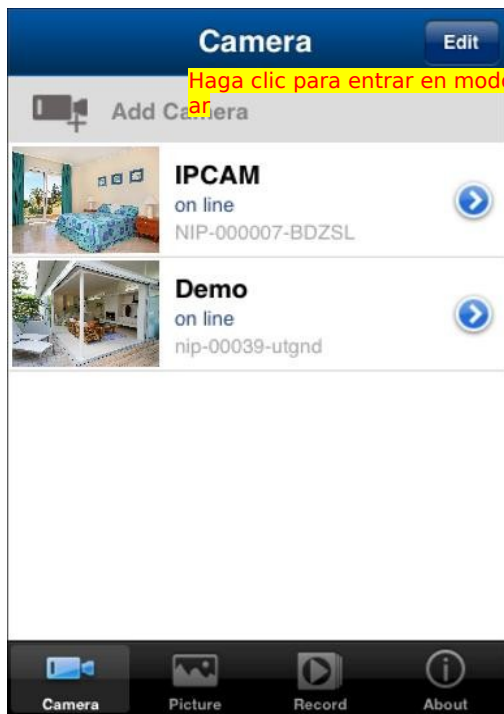 Camera
Edit
Haga clic para entrar en mod
ar
Add Camera
IPCAM
on line
NIP-000007-BDZSL
Demo
on line
nip-00039-utgnd
Camera
Picture
Record
About